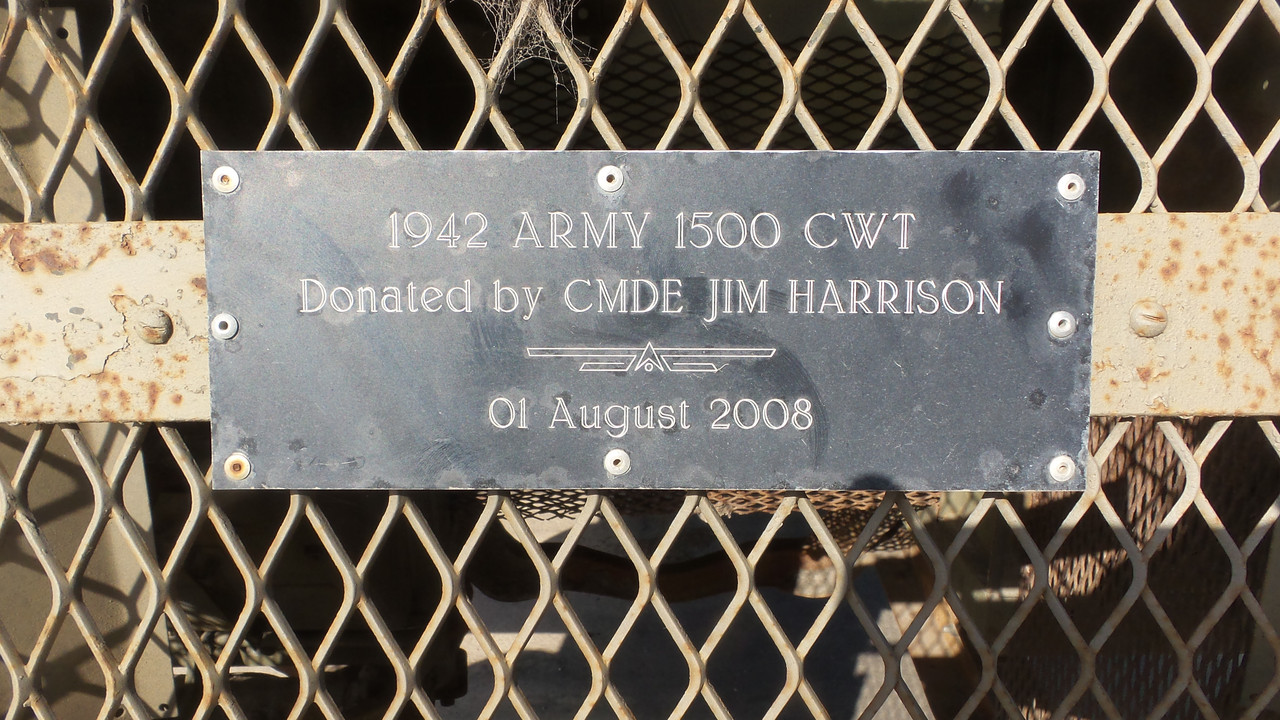 1942 ARMY 1500 CWT
Donated by CMDE JIM HARRISON
01 August 2008